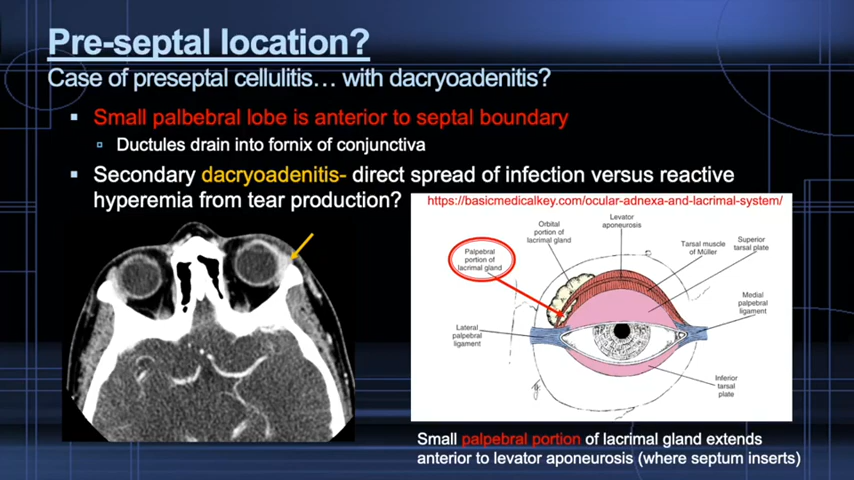 Pre-septal location?
Case of preseptal cellulitis… with dacryoadenitis?
Small palbebral lobe is anterior to septal boundary
Ductules drain into fornix of conjunctiva
Secondary dacryoadenitis- direct spread of infection versus reactive
hyperemia from tear production?
https://basicmedicalkey.com/ocular-adnexa-and-lacrimal-system/
Orbital
portion of
lacrimal gland
Levator
aponeurosis
Tarsal muscle
of Müller
Superior
tarsal plate
Palpebral
portion of
lacrimal gland
Medial
palpebral
ligament
Lateral
palpebral
ligament
Inferior
tarsal
plate
Small palpebral portion of lacrimal gland extends
anterior to levator aponeurosis (where septum inserts)